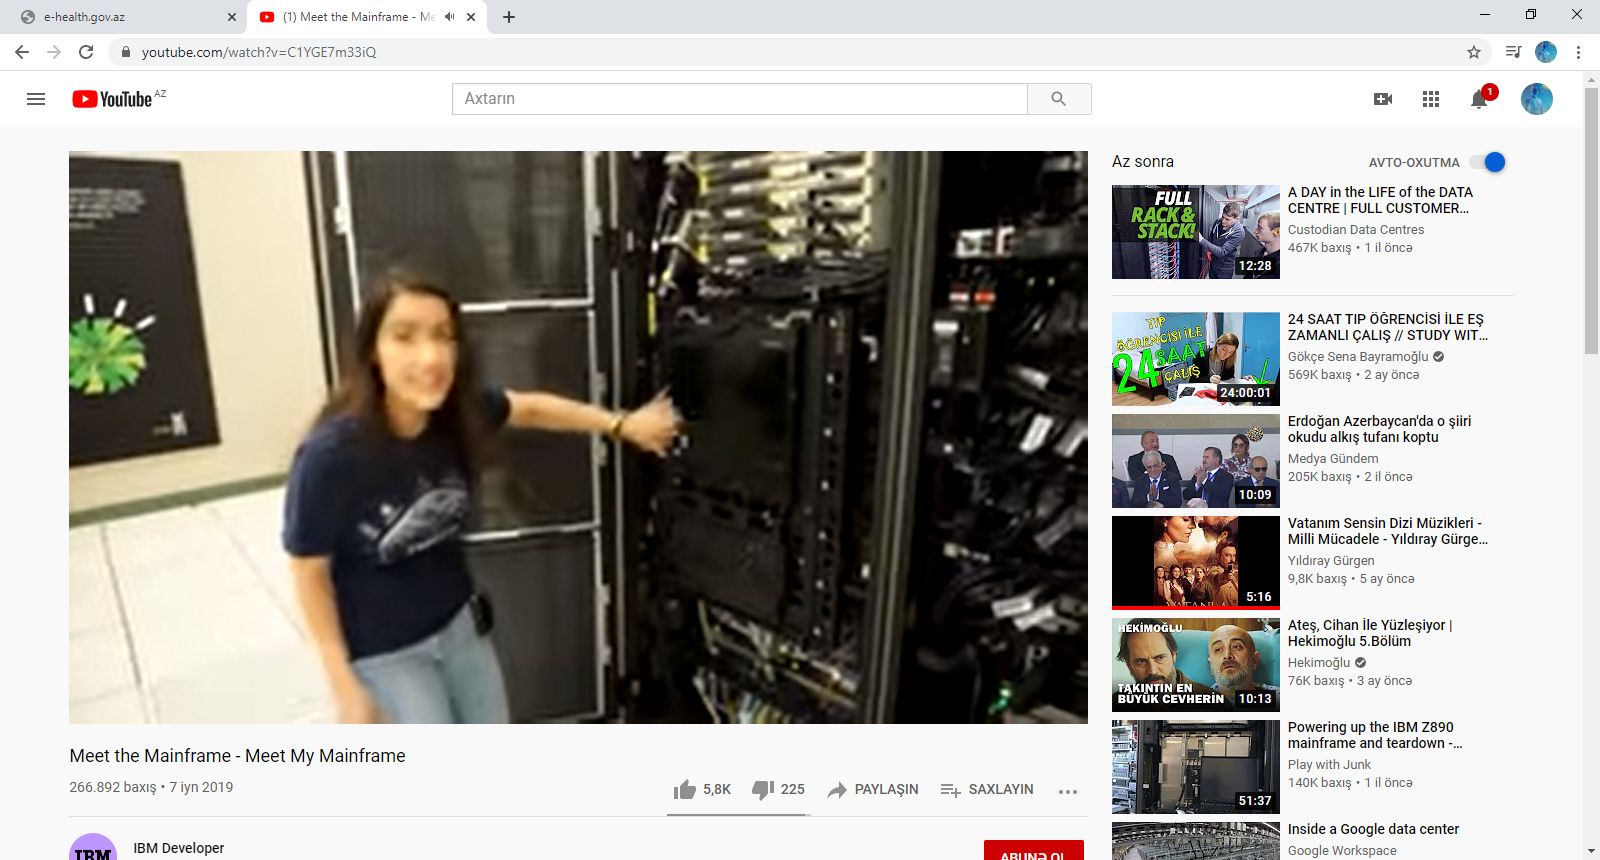 e-health.gov.az
(1) Meet the Mainframe - Me
youtube.com/watch?v=C1YGE7m33iQ
YouTube AZ
Axtarın
1
Az sonra
AVTO-OXUTMA
FULL
RACK &
STACK!
12:28
A DAY in the LIFE of the DATA
CENTRE | FULL CUSTOMER...
Custodian Data Centres
467K baxış • 1 il öncə
TIP
ÖĞRENCİSİ İLE
24 SAAT
ÇALIŞ
24:00:01
24 SAAT TIP ÖĞRENCİSİ İLE EŞ
ZAMANLI ÇALIŞ // STUDY WIT...
Gökçe Sena Bayramoğlu
569K baxış • 2 ay öncə
10:09
Erdoğan Azerbaycan'da o şiiri
okudu alkış tufanı koptu
Medya Gündem
205K baxış • 2 il öncə
5:16
Vatanım Sensin Dizi Müzikleri -
Milli Mücadele - Yıldıray Gürge...
Yıldıray Gürgen
9,8K baxış • 5 ay öncə
HEKİMOĞLU
TAKINTIN EN
BÜYÜK CEVHERİN
10:13
Ateş, Cihan İle Yüzleşiyor |
Hekimoğlu 5.Bölüm
Hekimoğlu
76K baxış • 3 ay öncə
51:37
Powering up the IBM Z890
mainframe and teardown -...
Play with Junk
140K baxış • 1 il öncə
Inside a Google data center
Google Workspace
Meet the Mainframe - Meet My Mainframe
266.892 baxış • 7 iyn 2019
5,8K
225
PAYLAŞIN
SAXLAYIN
IBM
IBM Developer
ABUNƏ OL